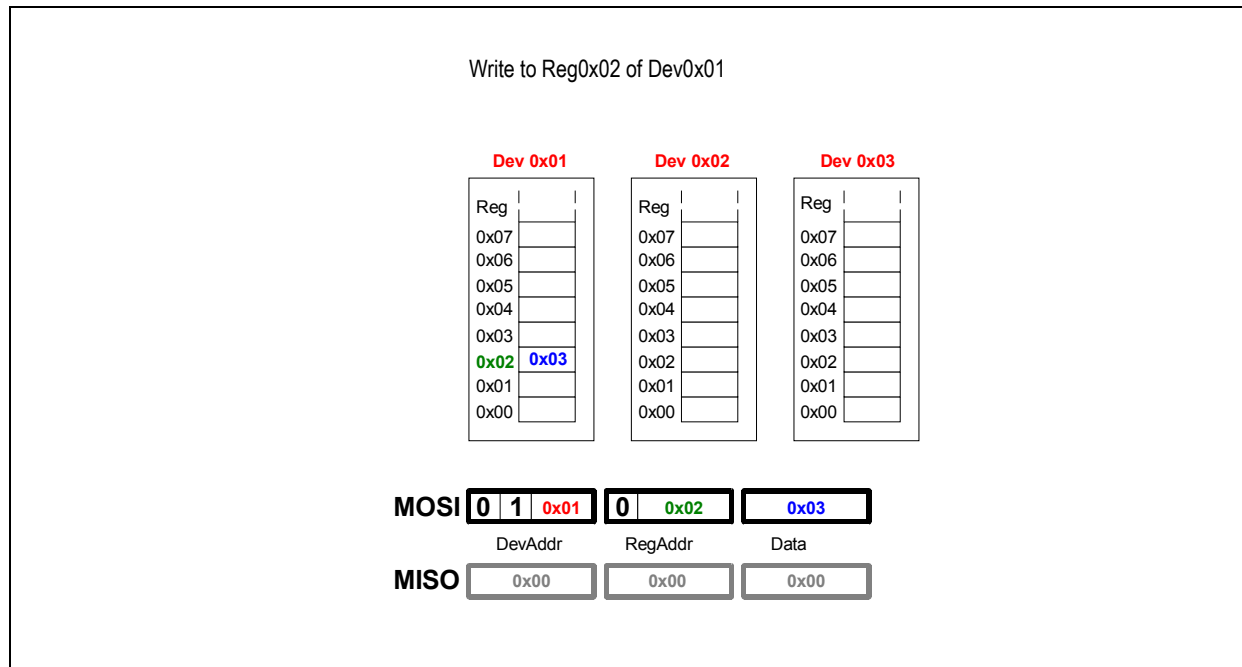 Write to Reg0x02 of Dev0x01
Dev 0x01 Dev 0x02 Dev 0x03
Reg Reg Reg
0x07 0x07 0x07
0x06 0x06 0x06
0x05 0x05 0x05
0x04 0x04 0x04
0x03 0x03 0x03
0x02 0x03 0x02 0x02
0x01 0x01 0x01
0x00 0x00 0x00
MOSI 0 1 0x01 0 0x02 0x03
DevAddr RegAddr Data
MISO 0x00 0x00 0x00